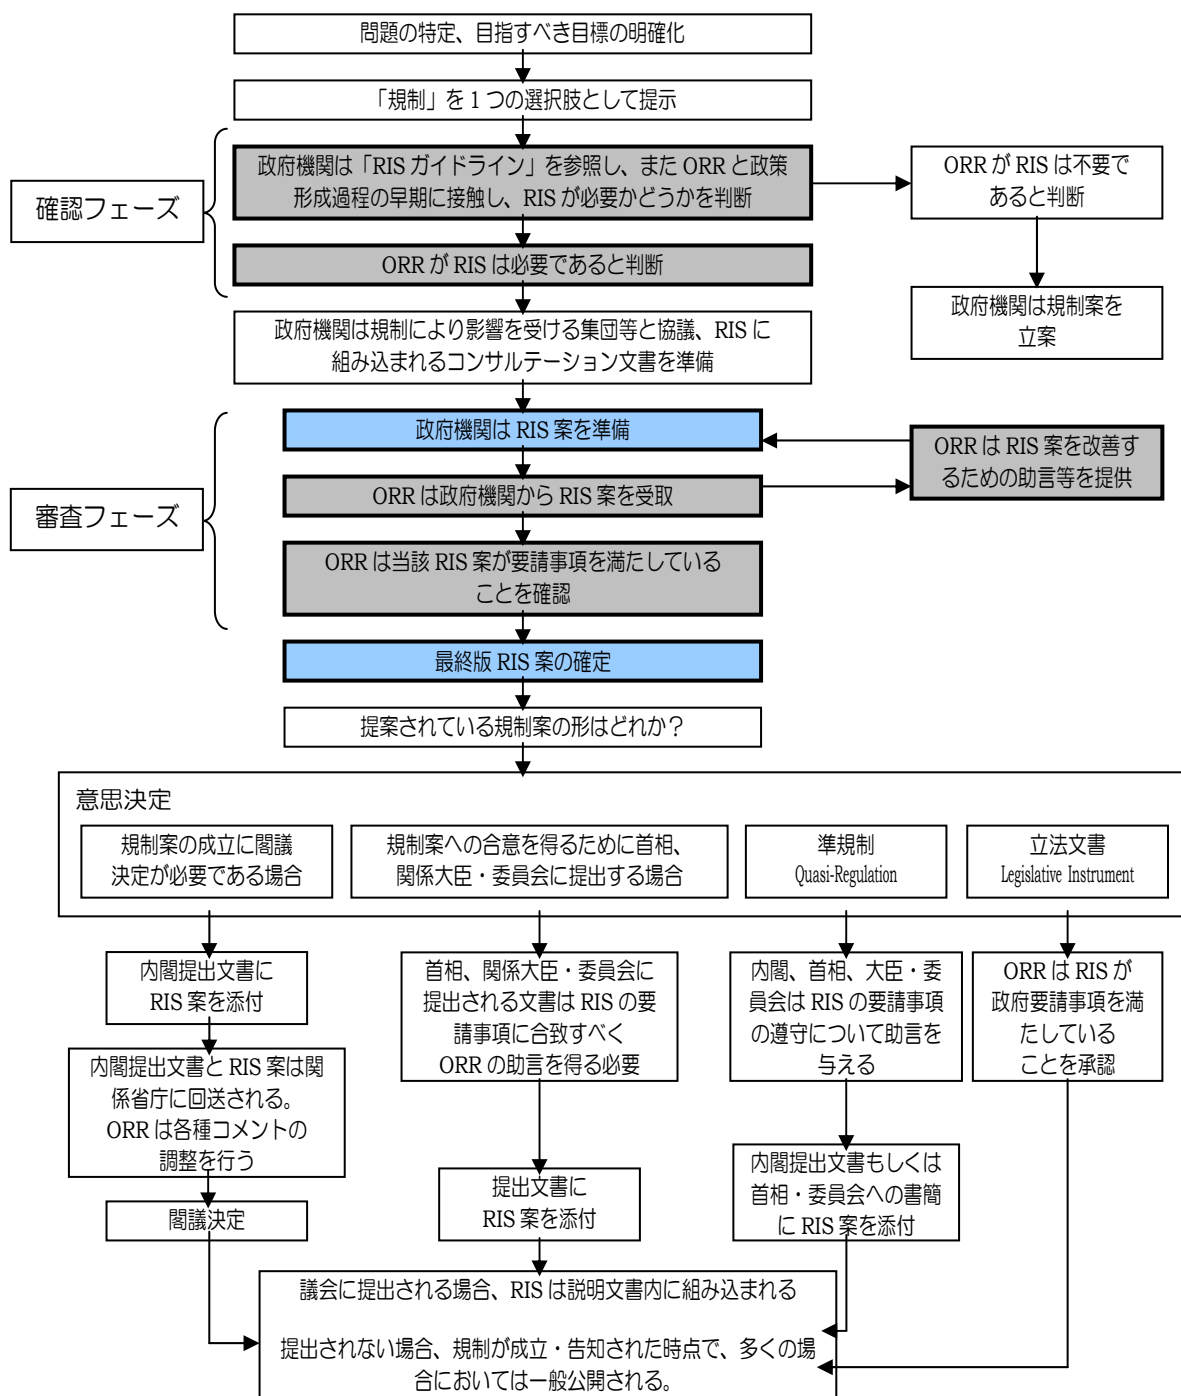 問題の特定、目指すべき目標の明確化
「規制」を1つの選択肢として提示
確認フェーズ
政府機関は「RIS ガイドライン」を参照し、また ORR と政策
形成過程の早期に接触し、RIS が必要かどうかを判断
ORR が RIS は不要で
あると判断
ORR が RIS は必要であると判断
政府機関は規制案を
立案
政府機関は規制により影響を受ける集団等と協議、RIS に
組み込まれるコンサルテーション文書を準備
審査フェーズ
政府機関は RIS 案を準備
ORR は RIS 案を改善す
るための助言等を提供
ORR は政府機関から RIS 案を受取
ORR は当該 RIS 案が要請事項を満たしている
ことを確認
最終版 RIS 案の確定
提案されている規制案の形はどれか？
意思決定
規制案の成立に閣議
決定が必要である場合
規制案への合意を得るために首相、
関係大臣・委員会に提出する場合
準規制
Quasi-Regulation
立法文書
Legislative Instrument
内閣提出文書に
RIS 案を添付
首相、関係大臣・委員会に
提出される文書は RIS の要
請事項に合致すべく
ORR の助言を得る必要
内閣、首相、大臣・委
員会は RIS の要請事項
の遵守について助言を
与える
ORR は RIS が
政府要請事項を満
たしている
ことを承認
内閣提出文書と RIS 案は関
係省庁に回送される。
ORR は各種コメントの
調整を行う
提出文書に
RIS 案を添付
内閣提出文書もしくは
首相・委員会への書簡
に RIS 案を添付
閣議決定
議会に提出される場合、RIS は説明文書内に組み込まれる
提出されない場合、規制が成立・告知された時点で、多くの場
合においては一般公開される。